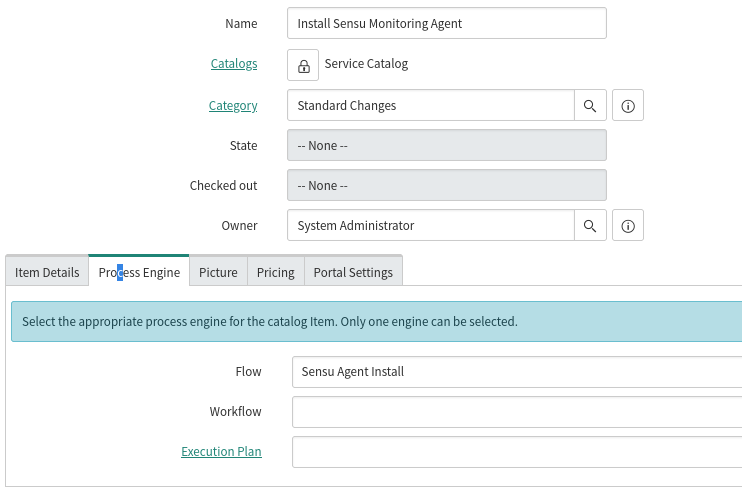 Name Install Sensu Monitoring Agent
Catalogs Service Catalog
Category Standard Changes
State -- None --
Checked out -- None --
Owner System Administrator
Item Details Process Engine Picture Pricing Portal Settings
Select the appropriate process engine for the catalog Item. Only one engine can be selected.
Flow Sensu Agent Install
Workflow
Execution Plan